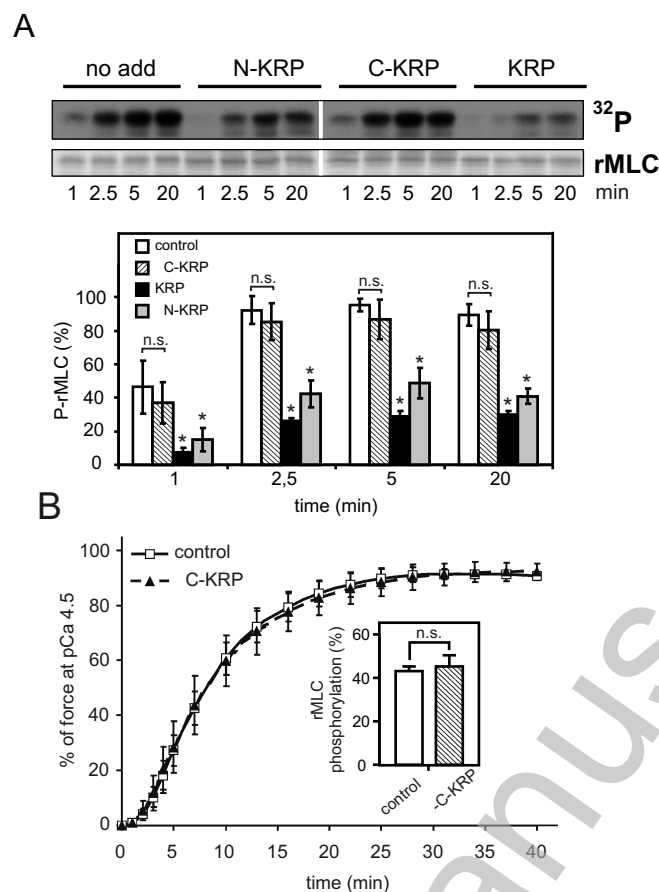 A
no add N-KRP C-KRP KRP
32P
rMLC
1 2.5 5 20 1 2.5 5 20 1 2.5 5 20 1 2.5 5 20 min
control
C-KRP
KRP
N-KRP
n.s. n.s. n.s. n.s.
* * * * * * * *
P-rMLC (%)
100
80
60
40
20
0
1 2,5 5 20
time (min)
B
control
C-KRP
% of force at pCa 4.5
100
80
60
40
20
0
0 5 10 15 20 25 30 35 40
time (min)
rMLC
phosphorylation (%)
60
40
20
0
n.s.
control
-C-KRP
anus